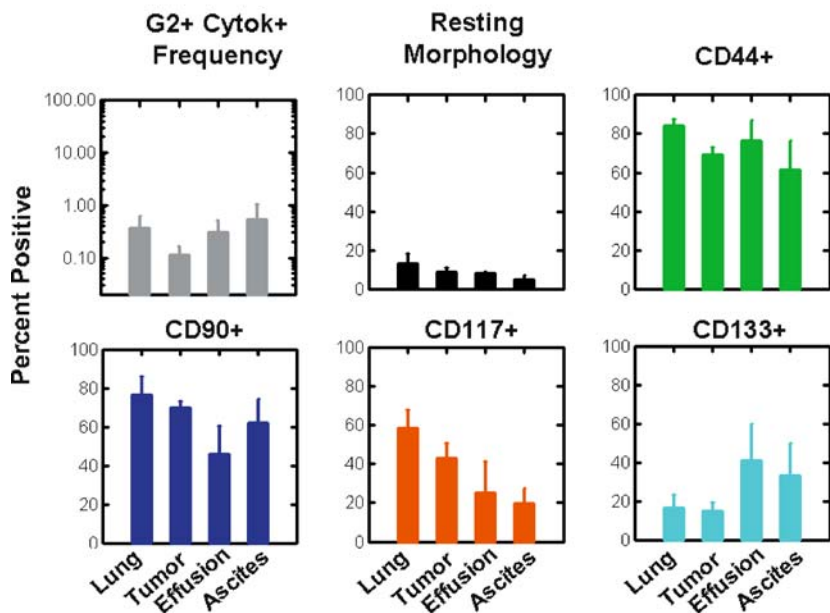 G2+ Cytok+
Frequency
Resting
Morphology
CD44+
Percent Positive
100.00
10.00
1.00
0.10
100
80
60
40
20
0
100
80
60
40
20
0
CD90+
CD117+
CD133+
100
80
60
40
20
0
100
80
60
40
20
0
100
80
60
40
20
0
Lung
Tumor
Effusion
Ascites
Lung
Tumor
Effusion
Ascites
Lung
Tumor
Effusion
Ascites